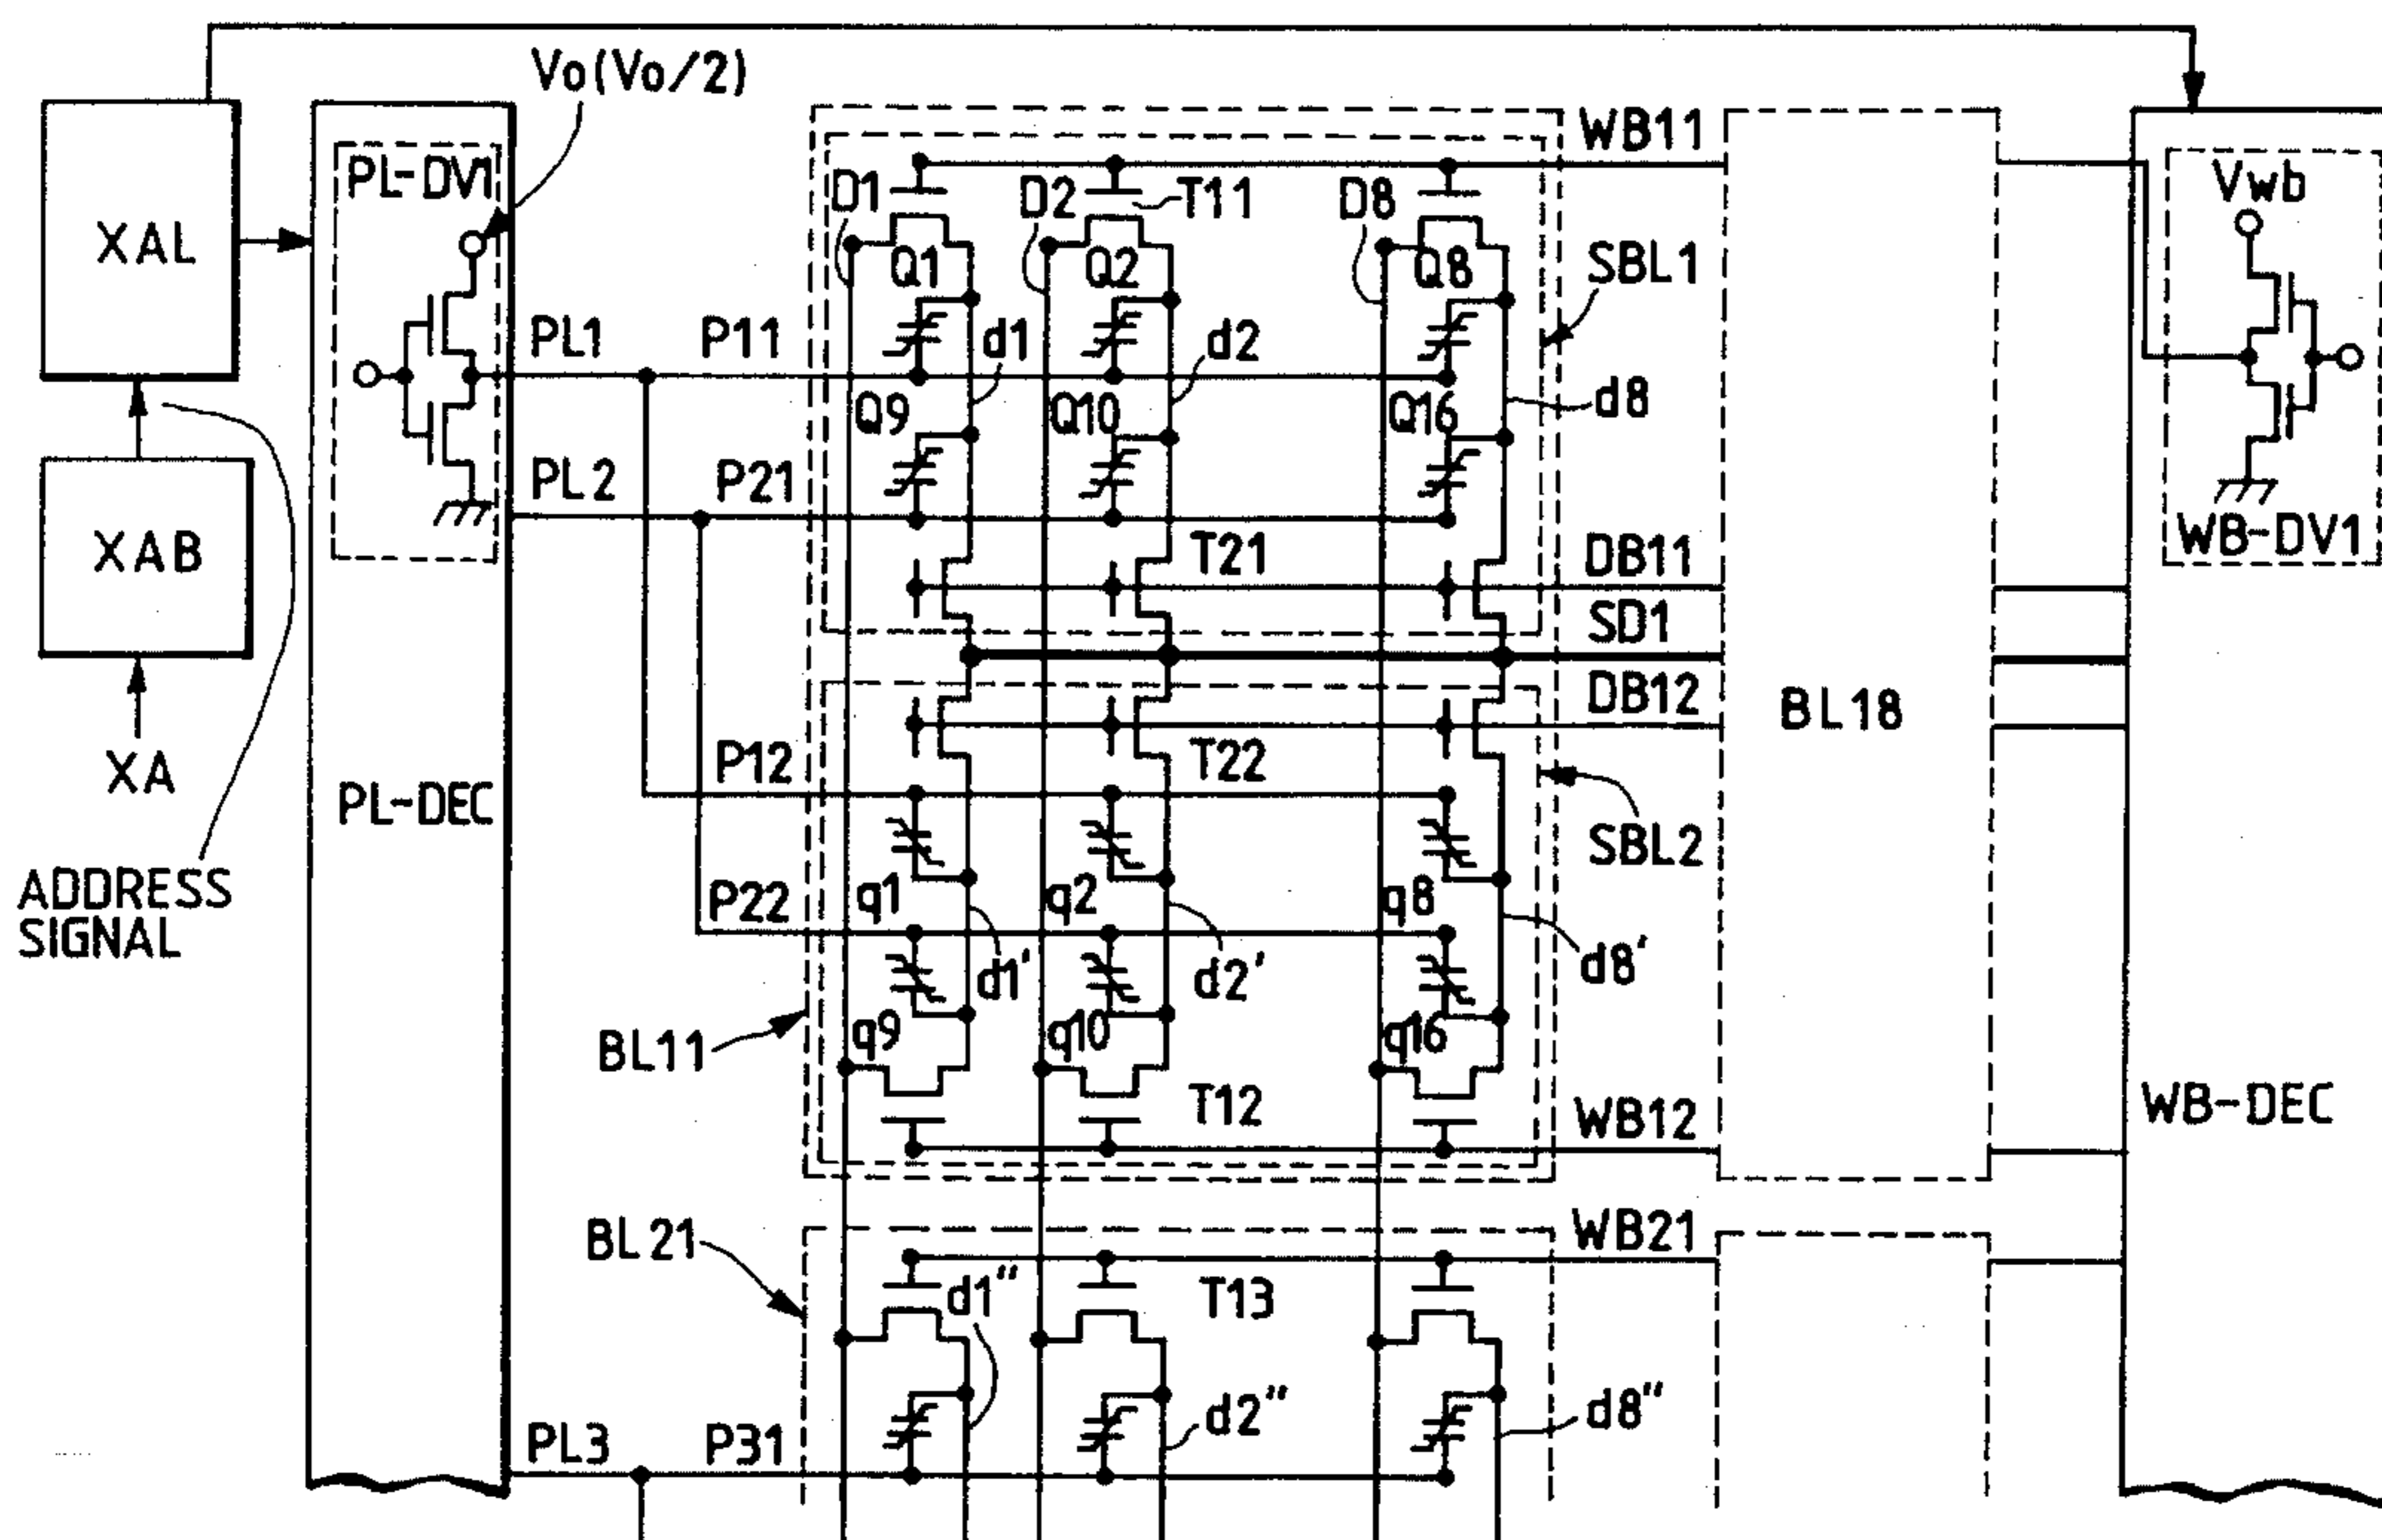 Vo(Vo/2)
XAL
PL-DV1
WB11
Vwb
D1
D2
T11
D8
Q1
Q2
Q8
SBL1
PL1
P11
d1
d2
d8
Q9
Q10
Q16
PL2
P21
XAB
T21
DB11
WB-DV1
SD1
DB12
BL18
XA
P12
T22
PL-DEC
SBL2
ADDRESS
SIGNAL
P22
q1
q2
q8
d1'
d2'
d8'
BL11
q9
q10
q16
T12
WB12
WB-DEC
BL21
WB21
d1"
T13
d2"
d8"
PL3
P31